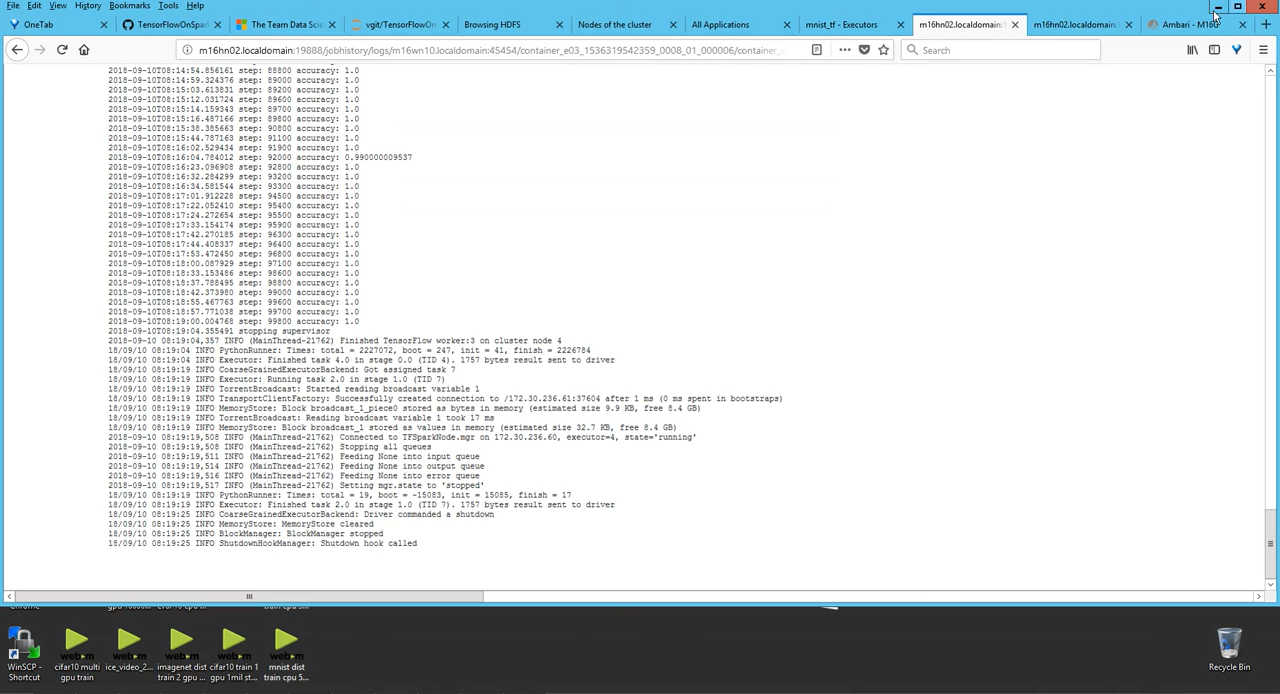 File Edit View History Bookmarks Tools Help
OneTab
TensorFlowOnSpar
The Team Data Sci
vgit/TensorFlowOn
Browsing HDFS
Nodes of the cluster
All Applications
mnist_tf - Executors
m16hn02.localdomain:1
m16hn02.localdomain:
Ambari - M16G
m16hn02.localdomain:19888/jobhistory/logs/m16wn10.localdomain:45454/container_e03_1536319542359_0008_01_000006/container_e
Search
2018-09-10T08:14:54.856161 step: 88800 accuracy: 1.0
2018-09-10T08:14:59.324376 step: 89000 accuracy: 1.0
2018-09-10T08:15:03.613831 step: 89200 accuracy: 1.0
2018-09-10T08:15:12.031724 step: 89600 accuracy: 1.0
2018-09-10T08:15:14.159343 step: 89700 accuracy: 1.0
2018-09-10T08:15:16.487166 step: 89800 accuracy: 1.0
2018-09-10T08:15:38.385663 step: 90800 accuracy: 1.0
2018-09-10T08:15:44.787163 step: 91100 accuracy: 1.0
2018-09-10T08:16:02.529434 step: 91900 accuracy: 1.0
2018-09-10T08:16:04.784012 step: 92000 accuracy: 0.990000009537
2018-09-10T08:16:23.096908 step: 92800 accuracy: 1.0
2018-09-10T08:16:32.284299 step: 93200 accuracy: 1.0
2018-09-10T08:16:34.581544 step: 93300 accuracy: 1.0
2018-09-10T08:17:01.912228 step: 94500 accuracy: 1.0
2018-09-10T08:17:22.052410 step: 95400 accuracy: 1.0
2018-09-10T08:17:24.272654 step: 95500 accuracy: 1.0
2018-09-10T08:17:33.154174 step: 95900 accuracy: 1.0
2018-09-10T08:17:42.270185 step: 96300 accuracy: 1.0
2018-09-10T08:17:44.408337 step: 96400 accuracy: 1.0
2018-09-10T08:17:53.472450 step: 96800 accuracy: 1.0
2018-09-10T08:18:00.087929 step: 97100 accuracy: 1.0
2018-09-10T08:18:33.153486 step: 98600 accuracy: 1.0
2018-09-10T08:18:37.788495 step: 98800 accuracy: 1.0
2018-09-10T08:18:42.373980 step: 99000 accuracy: 1.0
2018-09-10T08:18:55.467763 step: 99600 accuracy: 1.0
2018-09-10T08:18:57.771038 step: 99700 accuracy: 1.0
2018-09-10T08:19:00.004768 step: 99800 accuracy: 1.0
2018-09-10T08:19:04.355491 stopping supervisor
2018-09-10 08:19:04,357 INFO (MainThread-21762) Finished TensorFlow worker:3 on cluster node 4
18/09/10 08:19:04 INFO PythonRunner: Times: total = 2227072, boot = 247, init = 41, finish = 2226784
18/09/10 08:19:04 INFO Executor: Finished task 4.0 in stage 0.0 (TID 4). 1757 bytes result sent to driver
18/09/10 08:19:19 INFO CoarseGrainedExecutorBackend: Got assigned task 7
18/09/10 08:19:19 INFO Executor: Running task 2.0 in stage 1.0 (TID 7)
18/09/10 08:19:19 INFO TorrentBroadcast: Started reading broadcast variable 1
18/09/10 08:19:19 INFO TransportClientFactory: Successfully created connection to /172.30.236.61:37604 after 1 ms (0 ms spent in bootstraps)
18/09/10 08:19:19 INFO MemoryStore: Block broadcast_1_piece0 stored as bytes in memory (estimated size 9.9 KB, free 8.4 GB)
18/09/10 08:19:19 INFO TorrentBroadcast: Reading broadcast variable 1 took 17 ms
18/09/10 08:19:19 INFO MemoryStore: Block broadcast_1 stored as values in memory (estimated size 32.7 KB, free 8.4 GB)
2018-09-10 08:19:19,508 INFO (MainThread-21762) Connected to TFSparkNode.mgr on 172.30.236.60, executor=4, state='running'
2018-09-10 08:19:19,508 INFO (MainThread-21762) Stopping all queues
2018-09-10 08:19:19,511 INFO (MainThread-21762) Feeding None into input queue
2018-09-10 08:19:19,514 INFO (MainThread-21762) Feeding None into output queue
2018-09-10 08:19:19,516 INFO (MainThread-21762) Feeding None into error queue
2018-09-10 08:19:19,517 INFO (MainThread-21762) Setting mgr.state to 'stopped'
18/09/10 08:19:19 INFO PythonRunner: Times: total = 19, boot = -15083, init = 15085, finish = 17
18/09/10 08:19:19 INFO Executor: Finished task 2.0 in stage 1.0 (TID 7). 1757 bytes result sent to driver
18/09/10 08:19:25 INFO CoarseGrainedExecutorBackend: Driver commanded a shutdown
18/09/10 08:19:25 INFO MemoryStore: MemoryStore cleared
18/09/10 08:19:25 INFO BlockManager: BlockManager stopped
18/09/10 08:19:25 INFO ShutdownHookManager: Shutdown hook called
WinSCP - Shortcut
cifar10 multi gpu train
ice_video_2...
imagenet dist train 2 gpu ...
cifar10 train 1 gpu 1mil st...
mnist dist train cpu 5...
Recycle Bin